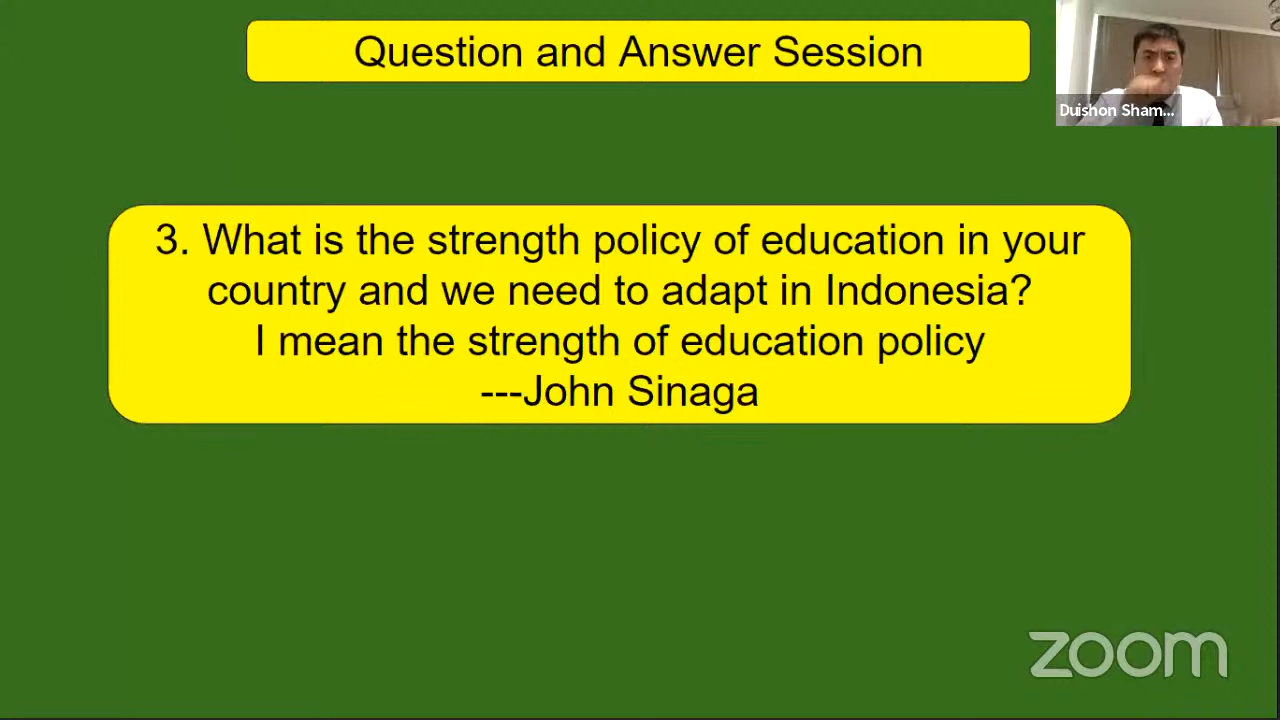 Question and Answer Session
Duishon Sham...
3. What is the strength policy of education in your
country and we need to adapt in Indonesia?
I mean the strength of education policy
---John Sinaga
zoom